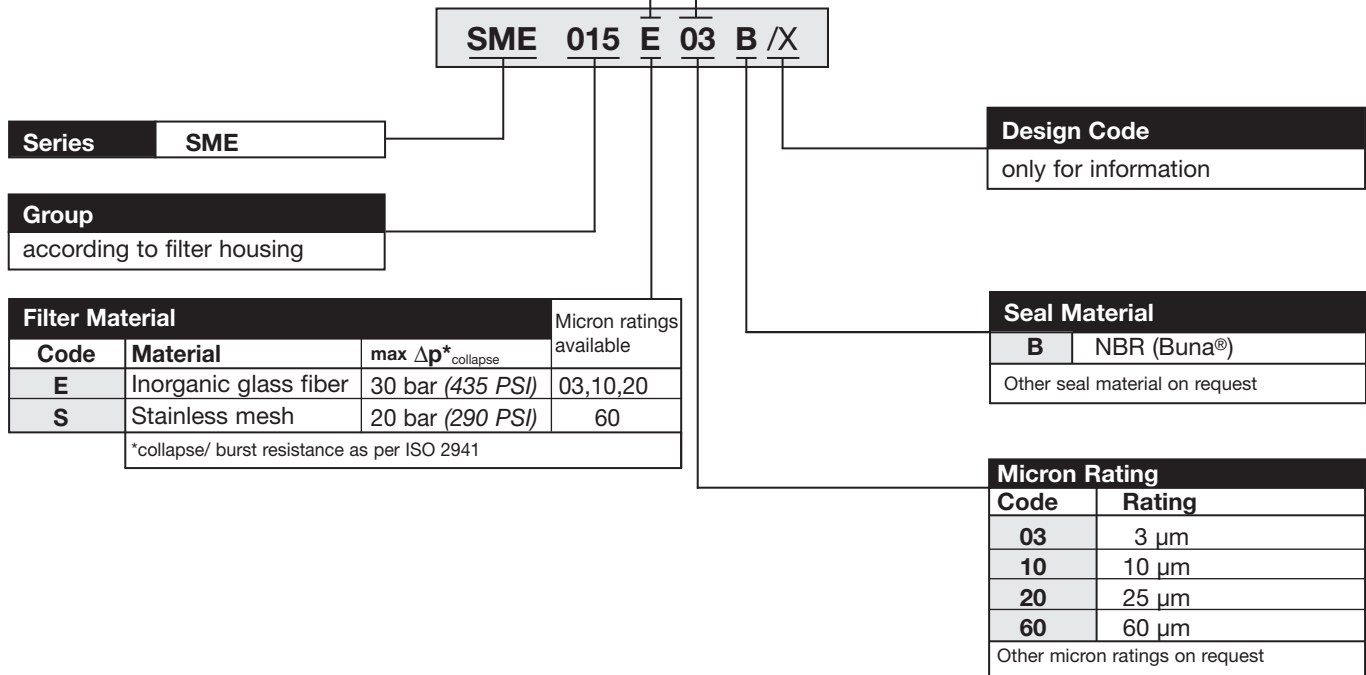 SME 015 E 03 B /X
Series SME
Group
according to filter housing
Filter Material Micron ratings available
Code Material max Δp*collapse
E Inorganic glass fiber 30 bar (435 PSI) 03,10,20
S Stainless mesh 20 bar (290 PSI) 60
*collapse/ burst resistance as per ISO 2941
Design Code
only for information
Seal Material
B NBR (Buna®)
Other seal material on request
Micron Rating
Code Rating
03 3 µm
10 10 µm
20 25 µm
60 60 µm
Other micron ratings on request